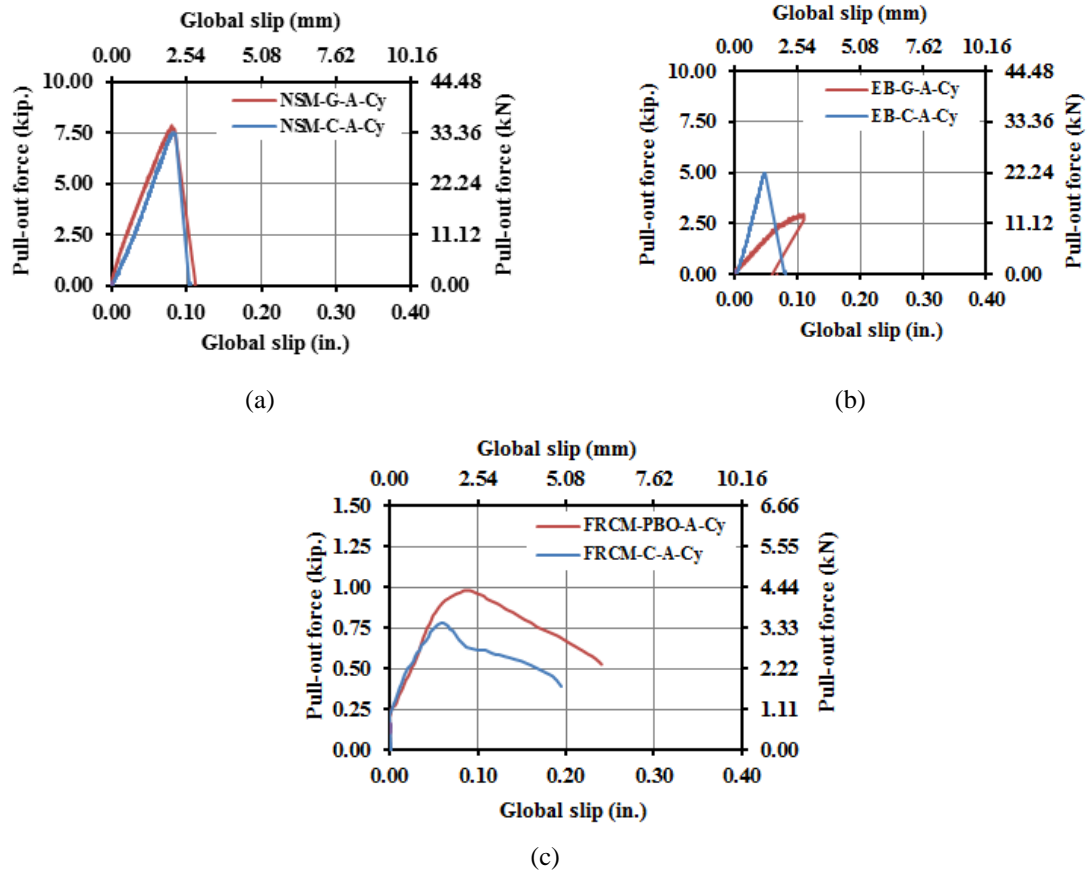 Global slip (mm)
0.00 2.54 5.08 7.62 10.16
10.00
7.50
5.00
2.50
0.00
Pull-out force (kip.)
NSM-G-A-Cy
NSM-C-A-Cy
44.48
33.36
22.24
11.12
0.00
Pull-out force (kN)
0.00 0.10 0.20 0.30 0.40
Global slip (in.)
(a)
Global slip (mm)
0.00 2.54 5.08 7.62 10.16
10.00
7.50
5.00
2.50
0.00
Pull-out force (kip.)
EB-G-A-Cy
EB-C-A-Cy
44.48
33.36
22.24
11.12
0.00
Pull-out force (kN)
0.00 0.10 0.20 0.30 0.40
Global slip (in.)
(b)
Global slip (mm)
0.00 2.54 5.08 7.62 10.16
1.50
1.25
1.00
0.75
0.50
0.25
0.00
Pull-out force (kip.)
FRCM-PBO-A-Cy
FRCM-C-A-Cy
6.66
5.55
4.44
3.33
2.22
1.11
0.00
Pull-out force (kN)
0.00 0.10 0.20 0.30 0.40
Global slip (in.)
(c)